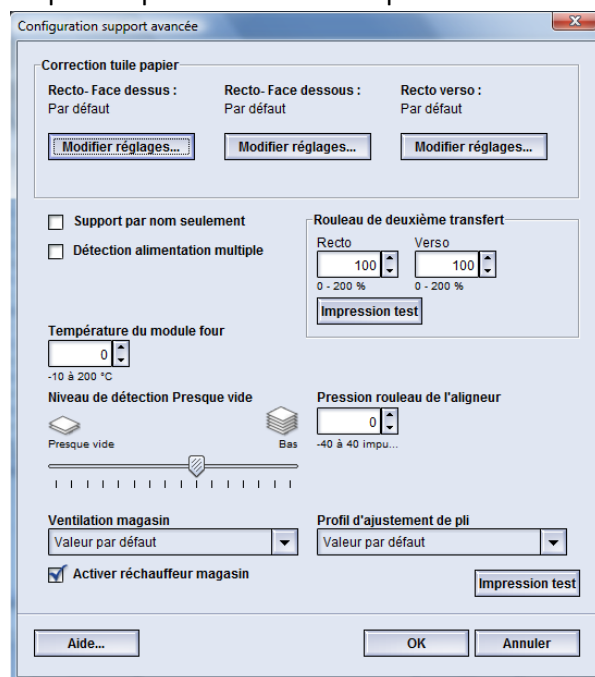 Configuration support avancée
Correction tuile papier
Recto- Face dessus :
Par défaut
Modifier réglages...
Recto- Face dessous :
Par défaut
Modifier réglages...
Recto verso :
Par défaut
Modifier réglages...
Support par nom seulement
Détection alimentation multiple
Rouleau de deuxième transfert
Recto
100
0 - 200 %
Verso
100
0 - 200 %
Impression test
Température du module four
0
-10 à 200 °C
Niveau de détection Presque vide
Presque vide
Bas
Pression rouleau de l'aligneur
0
-40 à 40 impu...
Ventilation magasin
Valeur par défaut
Profil d'ajustement de pli
Valeur par défaut
Activer réchauffeur magasin
Impression test
Aide...
OK
Annuler